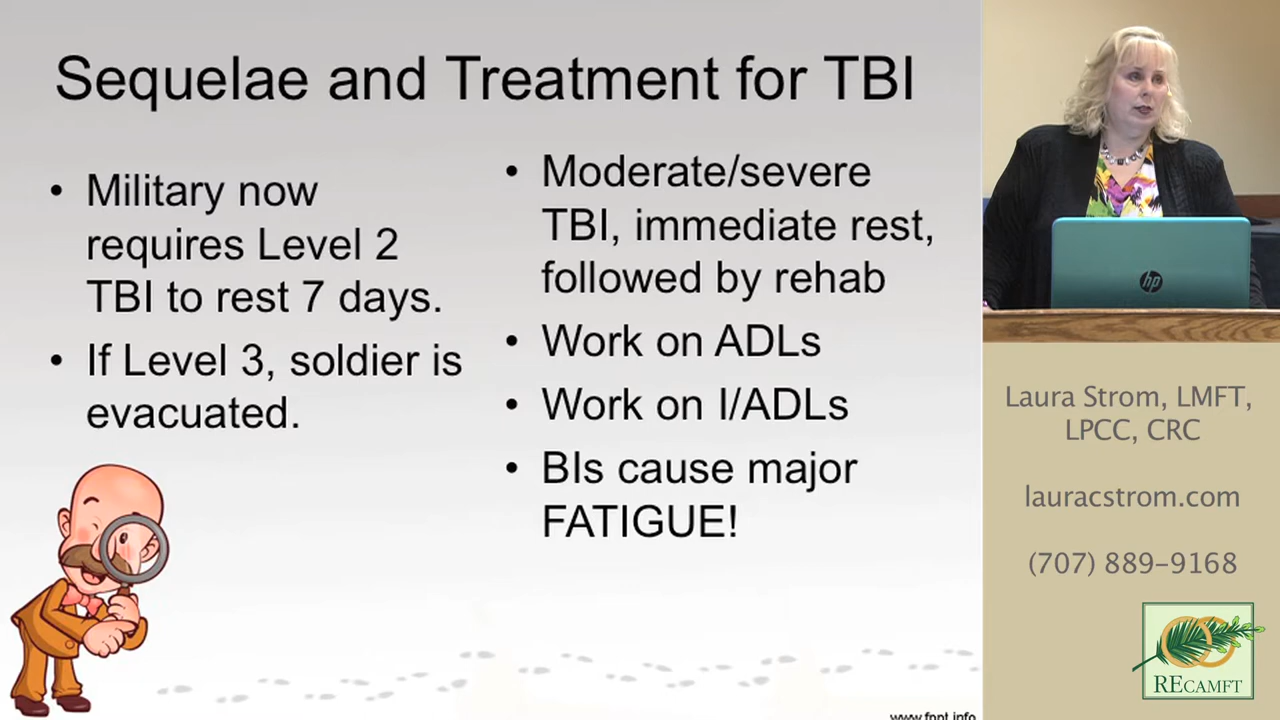 Sequelae and Treatment for TBI
• Military now
requires Level 2
TBI to rest 7 days.
• If Level 3, soldier is
evacuated.
• Moderate/severe
TBI, immediate rest,
followed by rehab
• Work on ADLs
• Work on I/ADLs
• BIs cause major
FATIGUE!
www.fppt.info
hp
Laura Strom, LMFT,
LPCC, CRC
lauracstrom.com
(707) 889-9168
RECAMFT